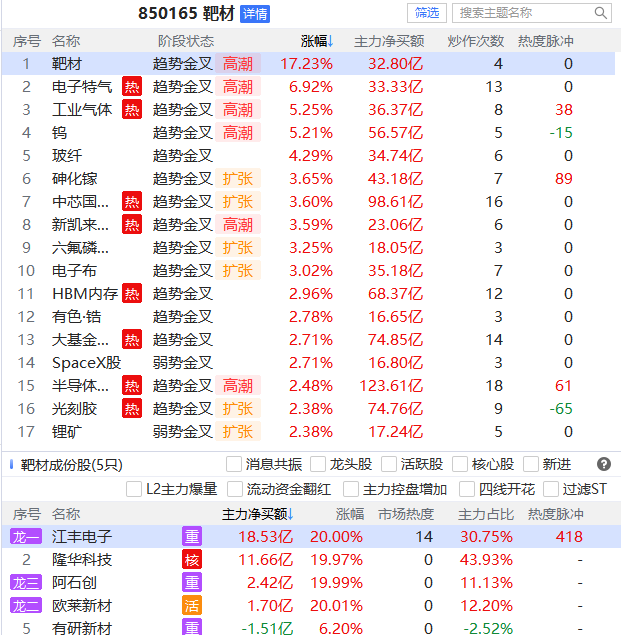 850165 靶材 详情 筛选 搜索主题名称
序号 名称 阶段状态 涨幅↓ 主力净买额 炒作次数 热度脉冲
1 靶材 趋势金叉 高潮 17.23% 32.80亿 4 0
2 电子特气 热 趋势金叉 高潮 6.92% 33.33亿 13 0
3 工业气体 热 趋势金叉 高潮 5.25% 36.37亿 8 38
4 钨 趋势金叉 高潮 5.21% 56.57亿 5 -15
5 玻纤 趋势金叉 4.29% 34.74亿 6 0
6 砷化镓 弱势金叉 扩张 3.65% 43.18亿 7 89
7 中芯国... 热 趋势金叉 扩张 3.60% 98.61亿 16 0
8 新凯来... 热 趋势金叉 高潮 3.59% 23.06亿 6 0
9 六氟磷... 趋势金叉 扩张 3.25% 18.05亿 3 0
10 电子布 趋势金叉 扩张 3.02% 35.18亿 7 0
11 HBM内存 热 趋势金叉 2.96% 68.37亿 12 0
12 有色·锆 趋势金叉 2.78% 16.65亿 3 0
13 大基金... 热 趋势金叉 2.71% 74.85亿 14 0
14 SpaceX股 弱势金叉 2.71% 16.80亿 3 0
15 半导体... 热 趋势金叉 高潮 2.48% 123.61亿 18 61
16 光刻胶 热 趋势金叉 扩张 2.38% 74.76亿 9 -65
17 锂矿 弱势金叉 扩张 2.38% 17.24亿 5 0
靶材成份股(5只) 消息共振 龙头股 活跃股 核心股 新进 ?
L2主力爆量 流动资金翻红 主力控盘增加 四线开花 过滤ST
序号 名称 主力净买额↓ 涨幅 市场热度 主力占比 热度脉冲
龙一 江丰电子 重 18.53亿 20.00% 14 30.75% 418
2 隆华科技 核 11.66亿 19.97% 0 43.93% -
龙三 阿石创 重 2.42亿 19.99% 0 11.13% -
龙二 欧莱新材 活 1.70亿 20.01% 0 12.20% -
5 有研新材 重 -1.51亿 6.20% 0 -2.52% -